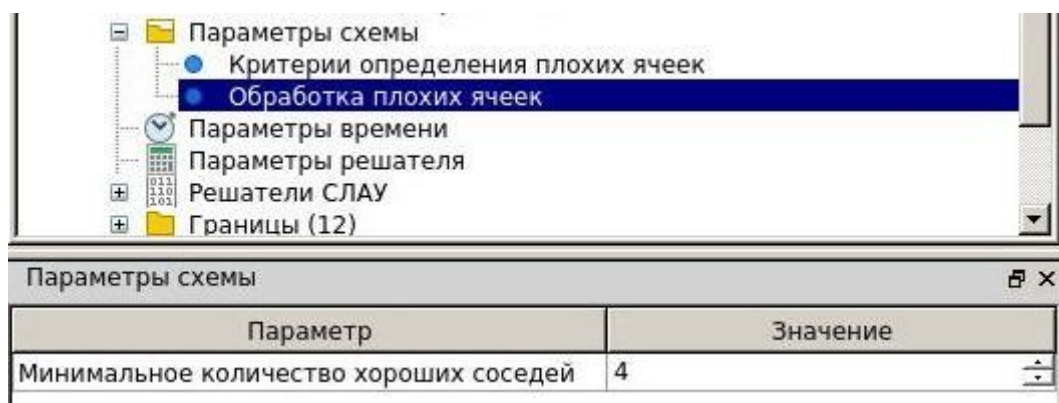 Параметры схемы
Критерии определения плохих ячеек
Обработка плохих ячеек
Параметры времени
Параметры решателя
011
110
101
Решатели СЛАУ
Границы (12)
Параметры схемы
Параметр Значение
Минимальное количество хороших соседей 4